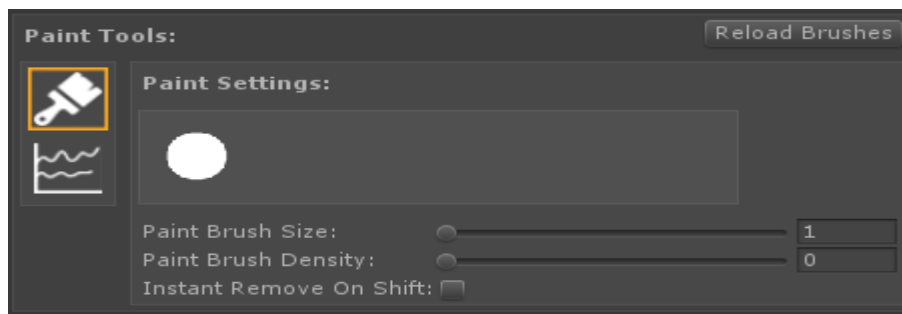 Paint Tools:
Reload Brushes
Paint Settings:
Paint Brush Size: 1
Paint Brush Density: 0
Instant Remove On Shift: